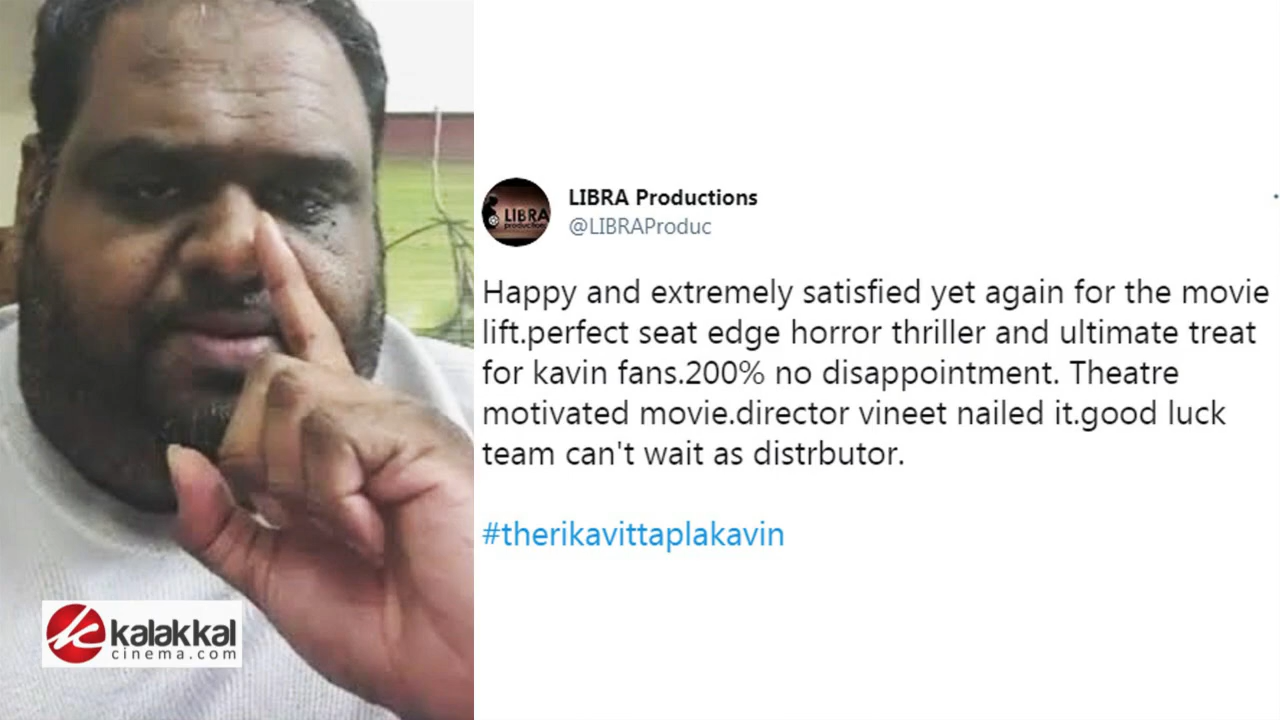 LIBRA Productions
@LIBRAProduc
LIBRA
productions
Happy and extremely satisfied yet again for the movie
lift.perfect seat edge horror thriller and ultimate treat
for kavin fans.200% no disappointment. Theatre
motivated movie.director vineet nailed it.good luck
team can't wait as distrbutor.
#therikavittaplakavin
kalakkal
cinema.com